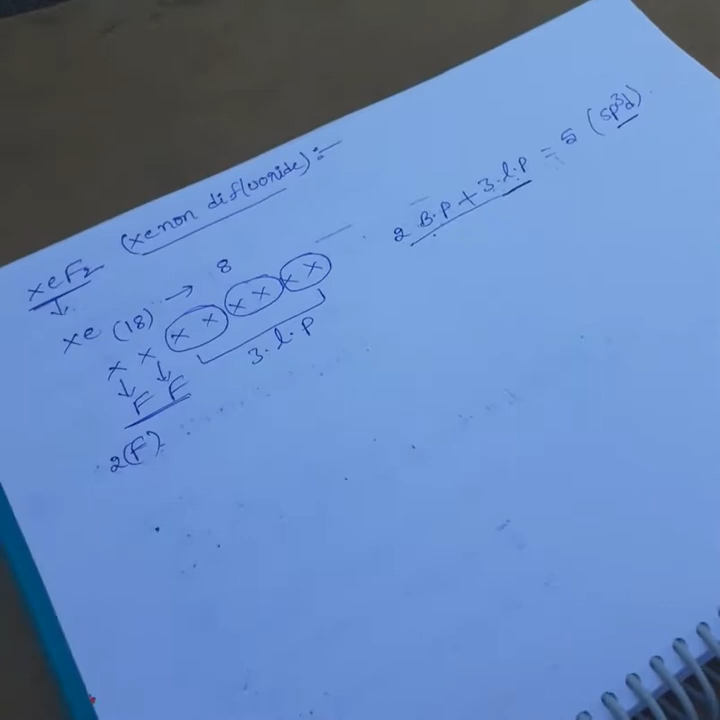 XeF2 (xenon difluoride):-
xe (18) → 8
x x x x x x x x
F F
3.l.p
2(F)
2 B.P + 3.l.p = 5 (sp³d).